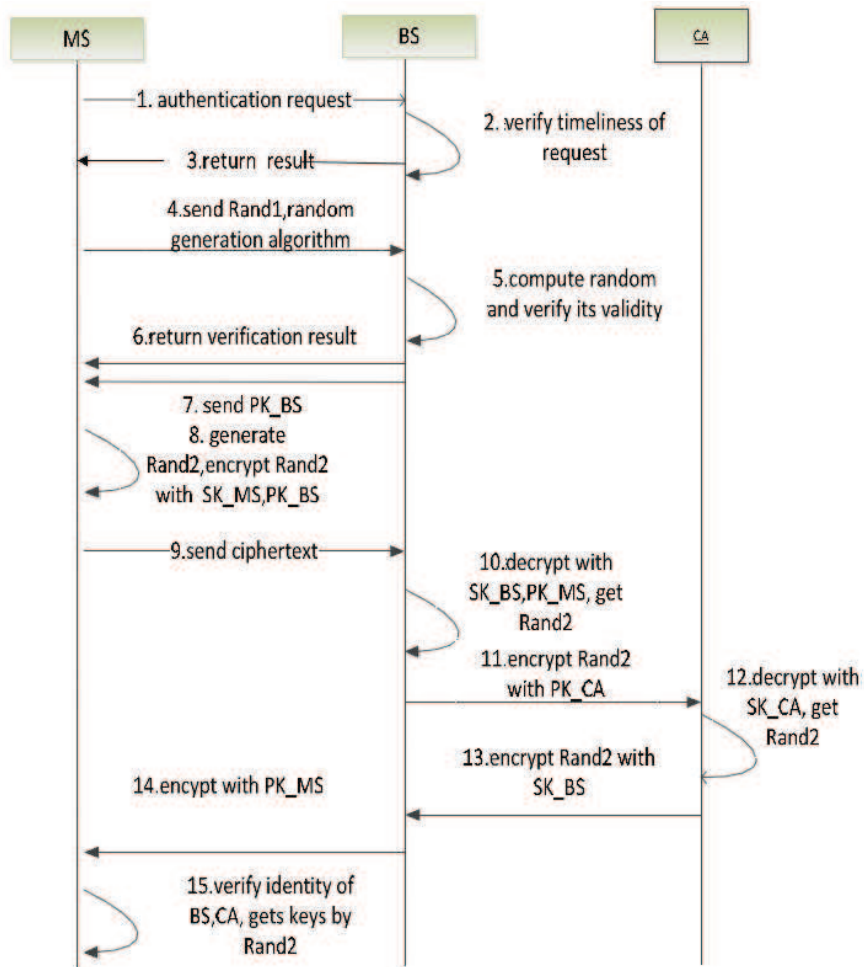 MS
BS
CA
1. authentication request
2. verify timeliness of
request
3.return result
4.send Rand1,random
generation algorithm
5.compute random
and verify its validity
6.return verification result
7. send PK_BS
8. generate
Rand2,encrypt Rand2
with SK_MS,PK_BS
9.send ciphertext
10.decrypt with
SK_BS,PK_MS, get
Rand2
11.encrypt Rand2
with PK_CA
12.decrypt with
SK_CA, get
Rand2
13.encrypt Rand2 with
SK_BS
14.encypt with PK_MS
15.verify identity of
BS,CA, gets keys by
Rand2